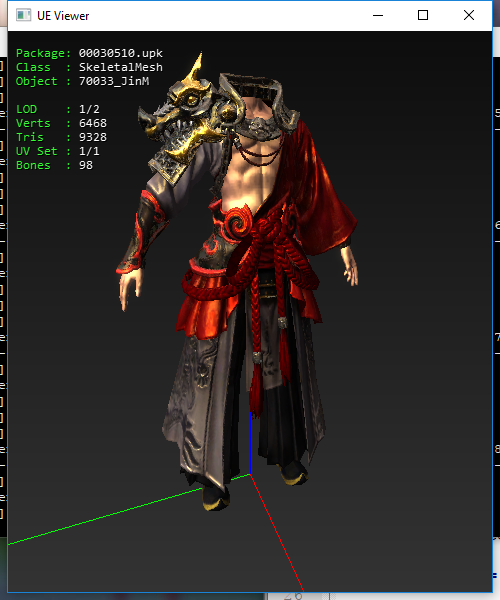 UE Viewer
Package: 00030510.upk
Class : SkeletalMesh
Object : 70033_JinM
LOD : 1/2
Verts : 6468
Tris : 9328
UV Set : 1/1
Bones : 98